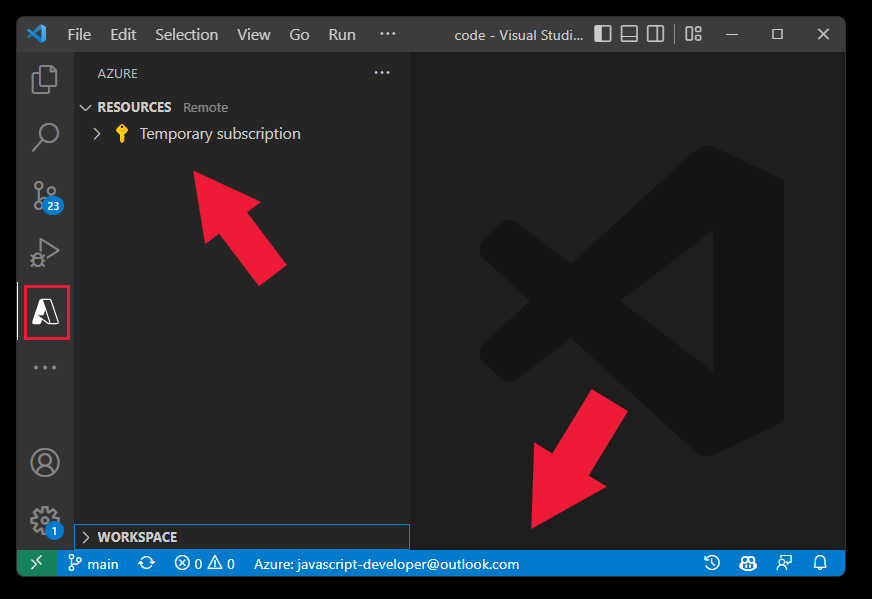 File Edit Selection View Go Run ··· code - Visual Studi...
AZURE ···
RESOURCES Remote
Temporary subscription
23
1
WORKSPACE
main 0 0 Azure: javascript-developer@outlook.com